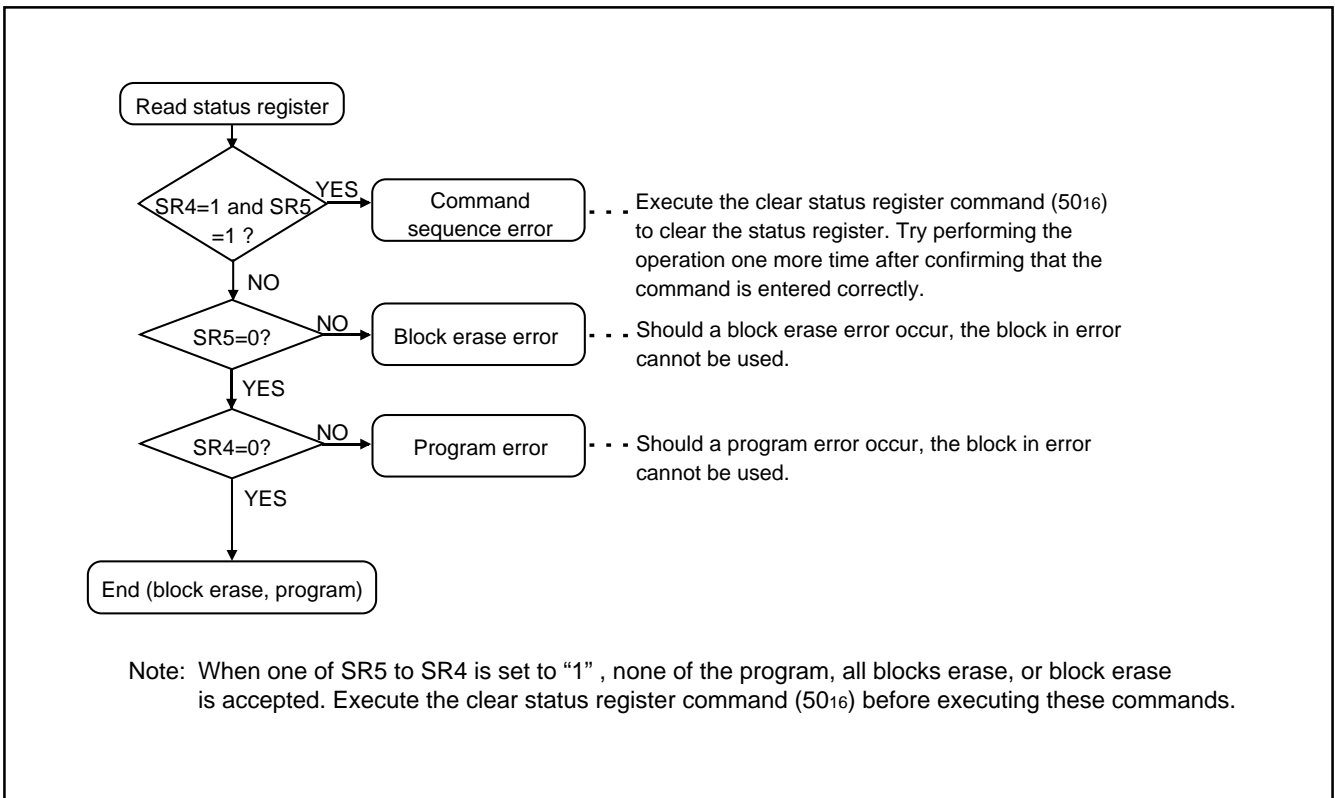 Read status register
SR4=1 and SR5
=1 ?
YES
Command
sequence error
Execute the clear status register command (5016)
to clear the status register. Try performing the
operation one more time after confirming that the
command is entered correctly.
NO
SR5=0?
NO
Block erase error
Should a block erase error occur, the block in error
cannot be used.
YES
SR4=0?
NO
Program error
Should a program error occur, the block in error
cannot be used.
YES
End (block erase, program)
Note: When one of SR5 to SR4 is set to “1” , none of the program, all blocks erase, or block erase
is accepted. Execute the clear status register command (5016) before executing these commands.